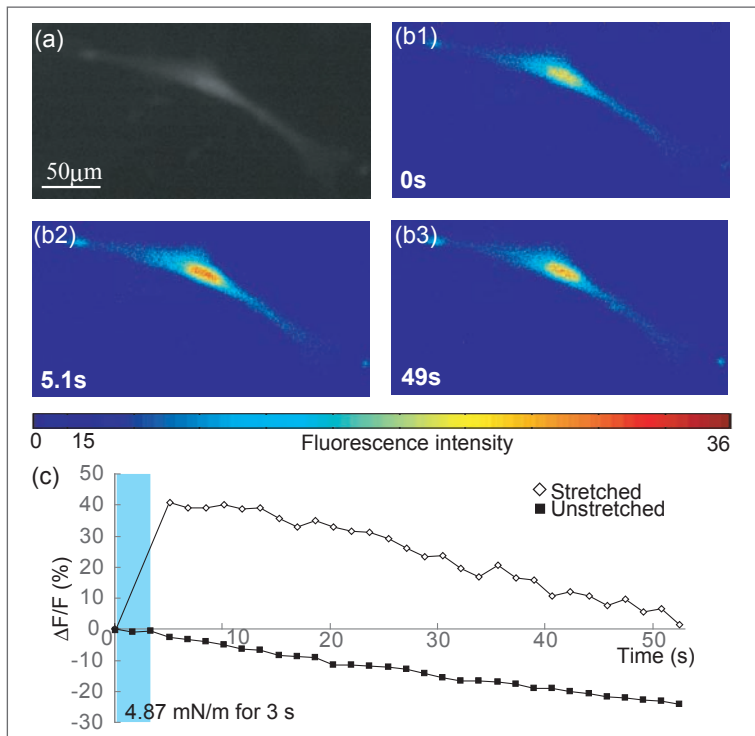 (a)
50µm
(b1)
0s
(b2)
5.1s
(b3)
49s
0 15 Fluorescence intensity 36
(c)
50
40
30
20
10
0
-10
-20
-30
ΔF/F (%)
Stretched
Unstretched
10 20 30 40 50
Time (s)
4.87 mN/m for 3 s